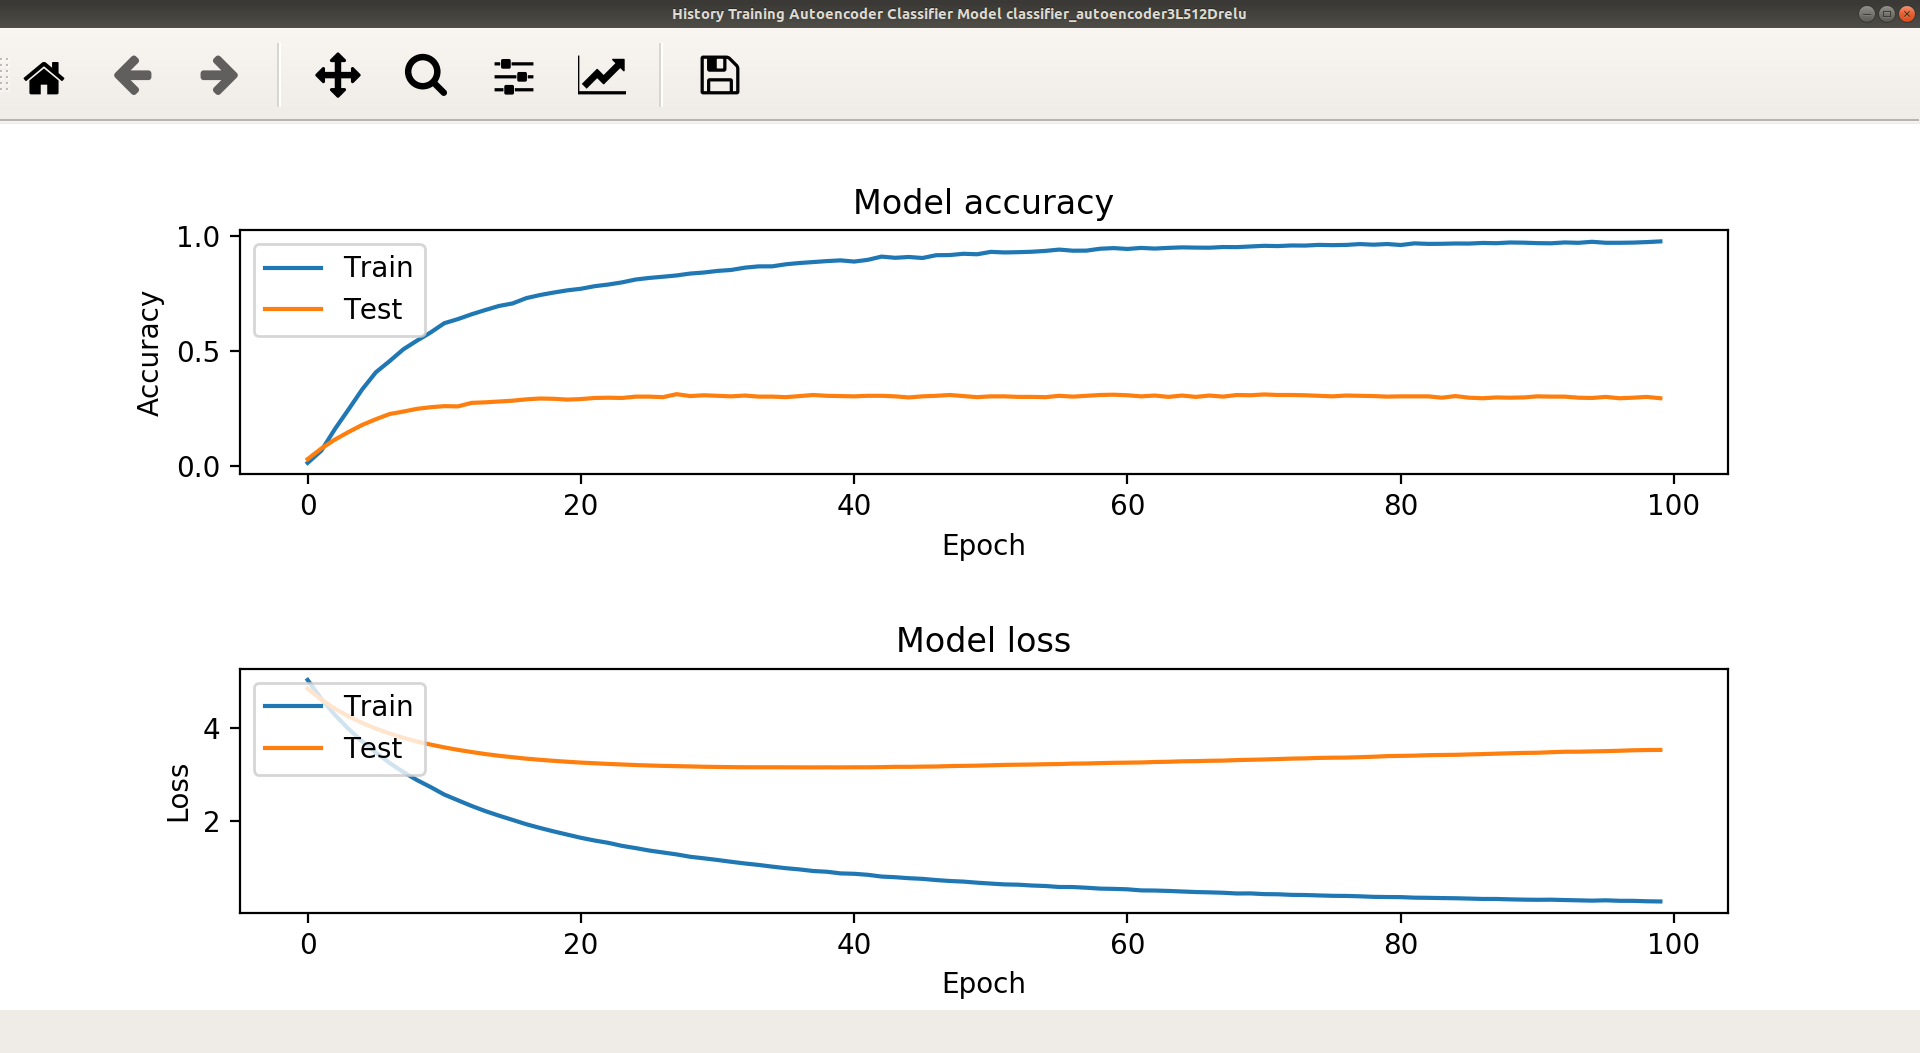 History Training Autoencoder Classifier Model classifier_autoencoder3L512Drelu
Model accuracy
1.0
0.5
0.0
Accuracy
Train
Test
0 20 40 60 80 100
Epoch
Model loss
4
2
Loss
Train
Test
0 20 40 60 80 100
Epoch